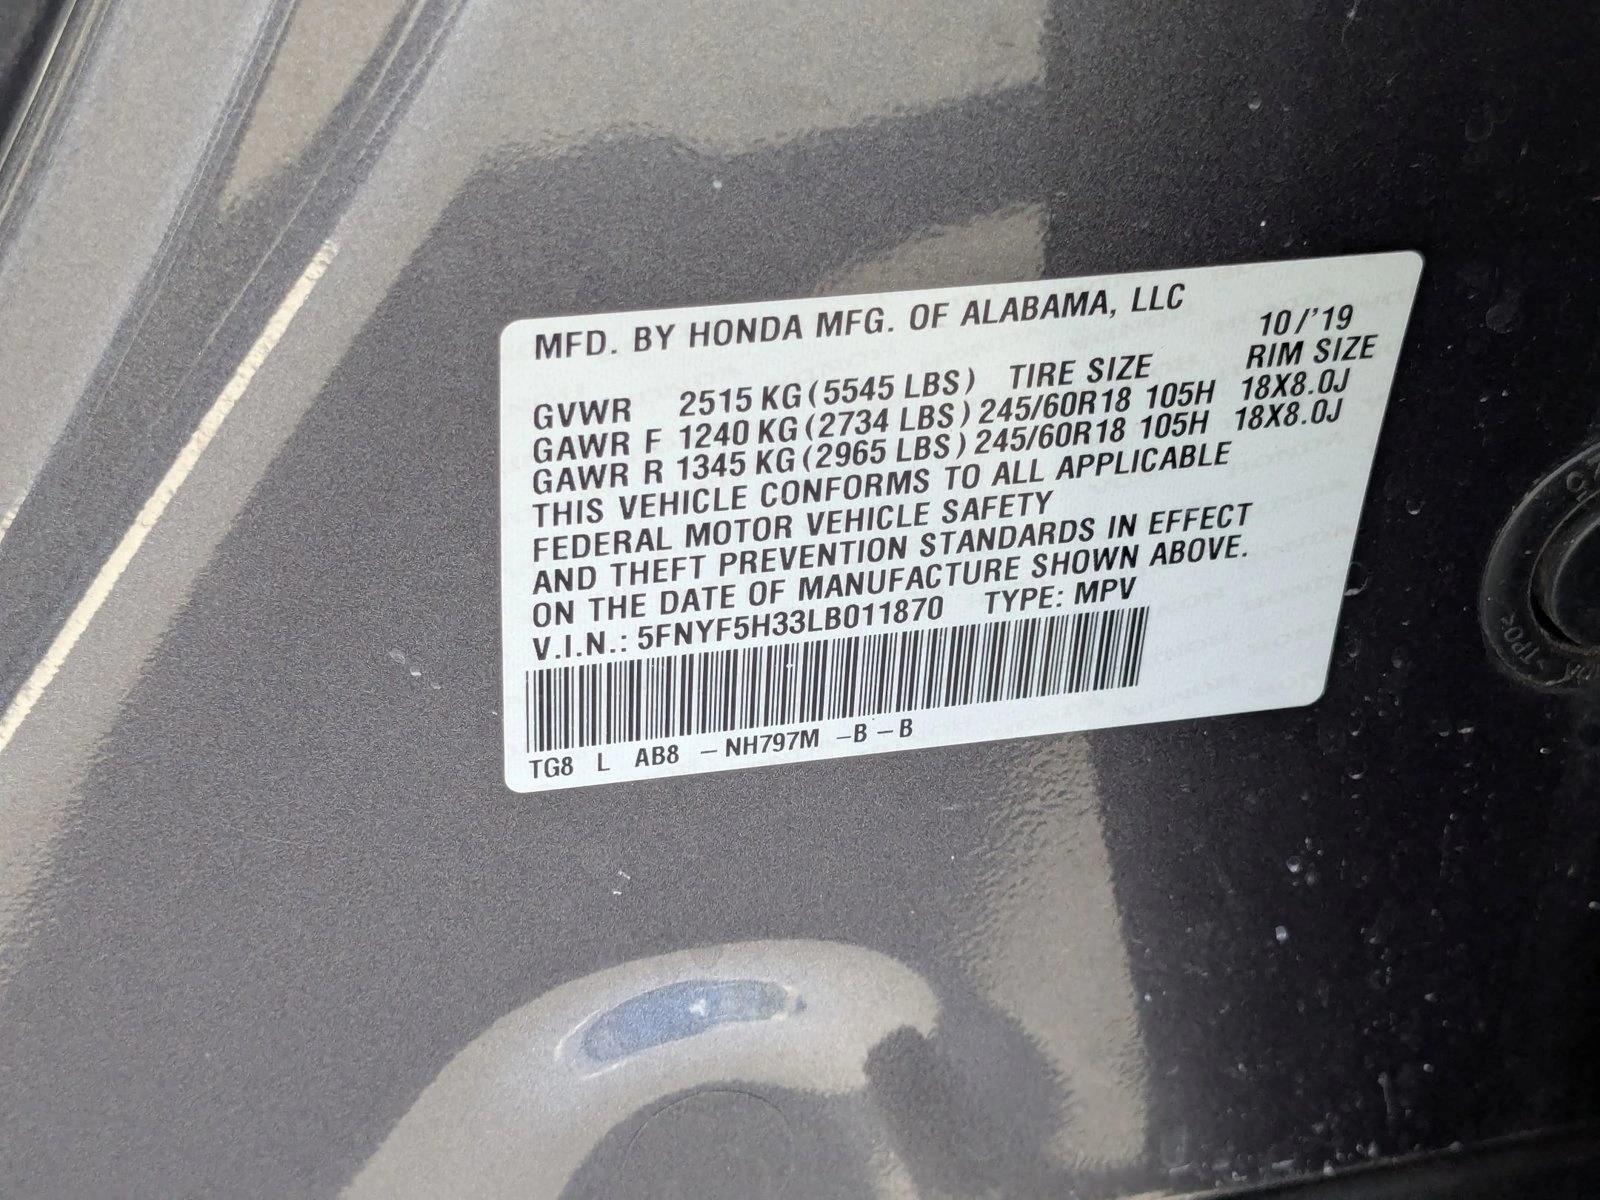 MFD. BY HONDA MFG. OF ALABAMA, LLC
10/'19
GVWR 2515 KG (5545 LBS) TIRE SIZE RIM SIZE
GAWR F 1240 KG (2734 LBS) 245/60R18 105H 18X8.0J
GAWR R 1345 KG (2965 LBS) 245/60R18 105H 18X8.0J
THIS VEHICLE CONFORMS TO ALL APPLICABLE
FEDERAL MOTOR VEHICLE SAFETY
AND THEFT PREVENTION STANDARDS IN EFFECT
ON THE DATE OF MANUFACTURE SHOWN ABOVE.
V.I.N.: 5FNYF5H33LB011870 TYPE: MPV
TG8 L AB8 -NH797M -B-B